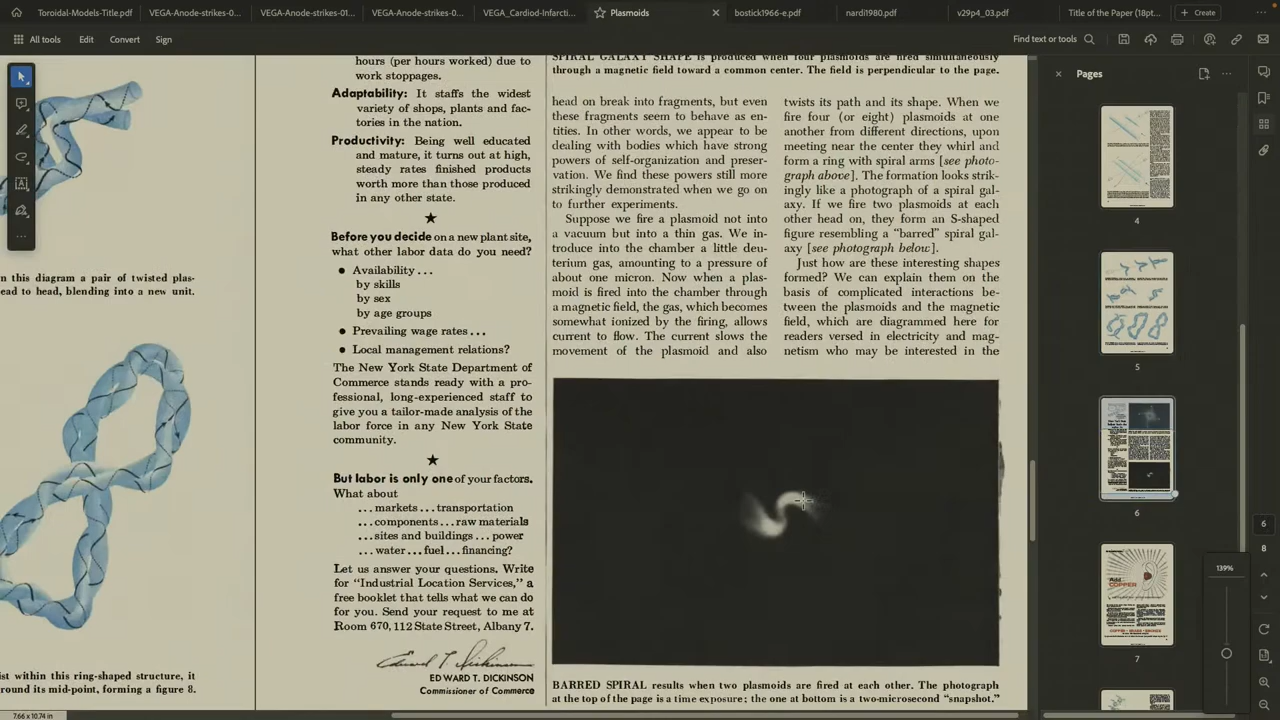 Toroidal-Models-Title.pdf
VEGA-Anode-strikes-0...
VEGA-Anode-strikes-01...
VEGA-Anode-strikes-0...
VEGA_Cardiod-Infarcti...
Plasmoids
bostick1966-e.pdf
nardi1980.pdf
v29p4_03.pdf
Title of the Paper (18pt...
Create
All tools
Edit
Convert
Sign
Find text or tools
n this diagram a pair of twisted plas-
ead to head, blending into a new unit.
ist within this ring-shaped structure, it
round its mid-point, forming a figure 8.
7.66 x 10.74 in
hours (per hours worked) due to
work stoppages.
Adaptability: It staffs the widest
variety of shops, plants and fac-
tories in the nation.
Productivity: Being well educated
and mature, it turns out at high,
steady rates finished products
worth more than those produced
in any other state.
★
Before you decide on a new plant site,
what other labor data do you need?
● Availability...
by skills
by sex
by age groups
● Prevailing wage rates...
● Local management relations?
The New York State Department of
Commerce stands ready with a pro-
fessional, long-experienced staff to
give you a tailor-made analysis of the
labor force in any New York State
community.
★
But labor is only one of your factors.
What about
...markets...transportation
...components...raw materials
...sites and buildings...power
...water...fuel...financing?
Let us answer your questions. Write
for "Industrial Location Services," a
free booklet that tells what we can do
for you. Send your request to me at
Room 670, 112 State Street, Albany 7.
Edward T. Dickinson
EDWARD T. DICKINSON
Commissioner of Commerce
SPIRAL GALAXY SHAPE is produced when four plasmoids are fired simultaneously
through a magnetic field toward a common center. The field is perpendicular to the page.
head on break into fragments, but even
these fragments seem to behave as en-
tities. In other words, we appear to be
dealing with bodies which have strong
powers of self-organization and preser-
vation. We find these powers still more
strikingly demonstrated when we go on
to further experiments.
Suppose we fire a plasmoid not into
a vacuum but into a thin gas. We in-
troduce into the chamber a little deu-
terium gas, amounting to a pressure of
about one micron. Now when a plas-
moid is fired into the chamber through
a magnetic field, the gas, which becomes
somewhat ionized by the firing, allows
current to flow. The current slows the
movement of the plasmoid and also
twists its path and its shape. When we
fire four (or eight) plasmoids at one
another from different directions, upon
meeting near the center they whirl and
form a ring with spiral arms [see photo-
graph above]. The formation looks strik-
ingly like a photograph of a spiral gal-
axy. If we fire two plasmoids at each
other head on, they form an S-shaped
figure resembling a "barred" spiral gal-
axy [see photograph below].
Just how are these interesting shapes
formed? We can explain them on the
basis of complicated interactions be-
tween the plasmoids and the magnetic
field, which are diagrammed here for
readers versed in electricity and mag-
netism who may be interested in the
BARRED SPIRAL results when two plasmoids are fired at each other. The photograph
at the top of the page is a time exposure; the one at bottom is a two-microsecond "snapshot."
Pages
4
5
6
COPPER
7
6
8
139%